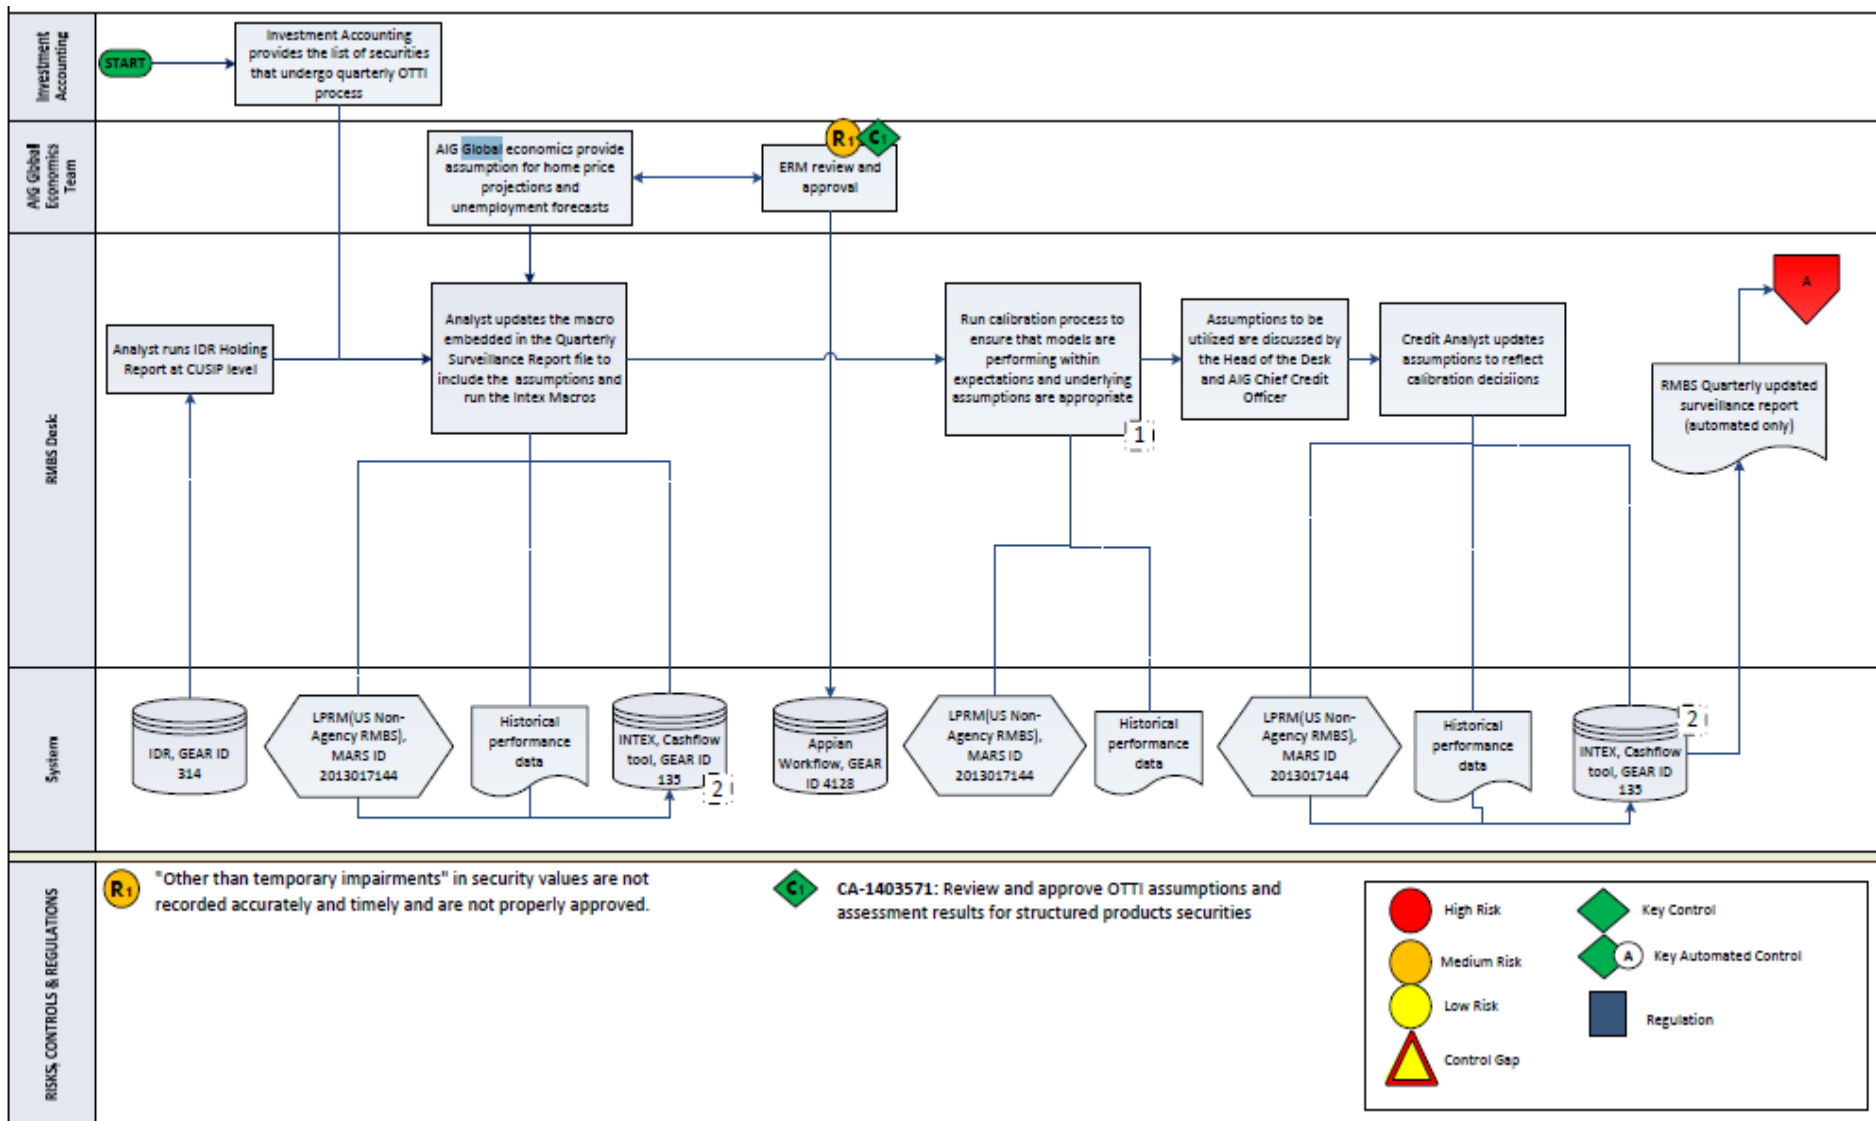 Investment
Accounting
START
Investment Accounting
provides the list of securities
that undergo quarterly OTTI
process
AIG Global
Economics
Team
AIG Global economics provide
assumption for home price
projections and
unemployment forecasts
R1
C1
ERM review and
approval
RMBS Desk
Analyst runs IDR Holding
Report at CUSIP level
Analyst updates the macro
embedded in the Quarterly
Surveillance Report file to
include the assumptions and
run the Intex Macros
Run calibration process to
ensure that models are
performing within
expectations and underlying
assumptions are appropriate
1
Assumptions to be
utilized are discussed by
the Head of the Desk
and AIG Chief Credit
Officer
Credit Analyst updates
assumptions to reflect
calibration decisiions
RMBS Quarterly updated
surveillance report
(automated only)
A
System
IDR, GEAR ID
314
LPRM(US Non-
Agency RMBS),
MARS ID
2013017144
Historical
performance
data
INTEX, Cashflow
tool, GEAR ID
135
2
Appian
Workflow, GEAR
ID 4128
LPRM(US Non-
Agency RMBS),
MARS ID
2013017144
Historical
performance
data
LPRM(US Non-
Agency RMBS),
MARS ID
2013017144
Historical
performance
data
2
INTEX, Cashflow
tool, GEAR ID
135
RISKS, CONTROLS & REGULATIONS
R1
"Other than temporary impairments" in security values are not
recorded accurately and timely and are not properly approved.
C1
CA-1403571: Review and approve OTTI assumptions and
assessment results for structured products securities
High Risk
Key Control
Medium Risk
A
Key Automated Control
Low Risk
Regulation
Control Gap